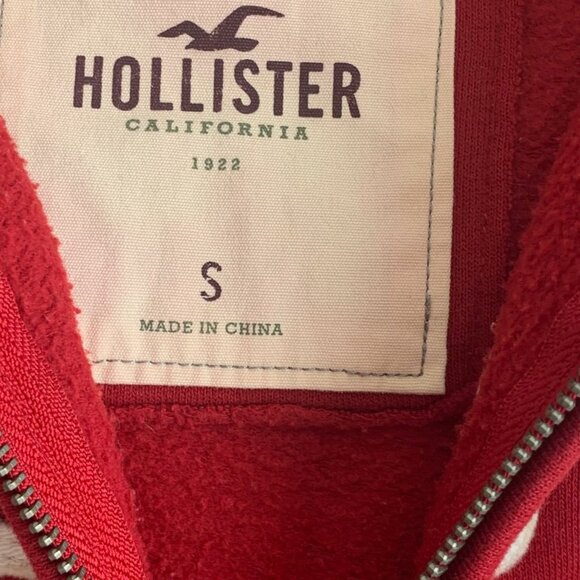 HOLLISTER
CALIFORNIA
1922
S
MADE IN CHINA